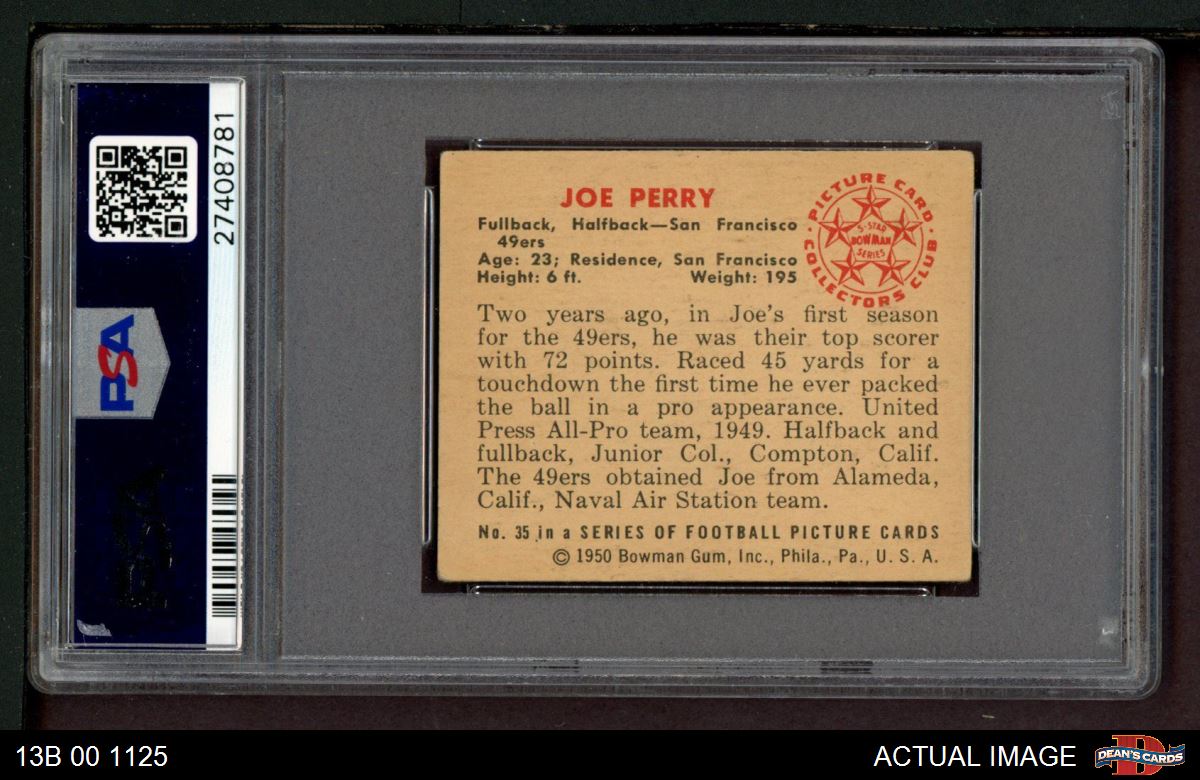 27408781
PSA
JOE PERRY
Fullback, Halfback—San Francisco
49ers
Age: 23; Residence, San Francisco
Height: 6 ft. Weight: 195
PICTURE CARD
COLLECTORS CLUB
5-STAR
BOWMAN
SERIES
Two years ago, in Joe's first season
for the 49ers, he was their top scorer
with 72 points. Raced 45 yards for a
touchdown the first time he ever packed
the ball in a pro appearance. United
Press All-Pro team, 1949. Halfback and
fullback, Junior Col., Compton, Calif.
The 49ers obtained Joe from Alameda,
Calif., Naval Air Station team.
No. 35 in a SERIES OF FOOTBALL PICTURE CARDS
© 1950 Bowman Gum, Inc., Phila., Pa., U. S. A.
13B 00 1125
ACTUAL IMAGE
D
DEAN'S CARDS